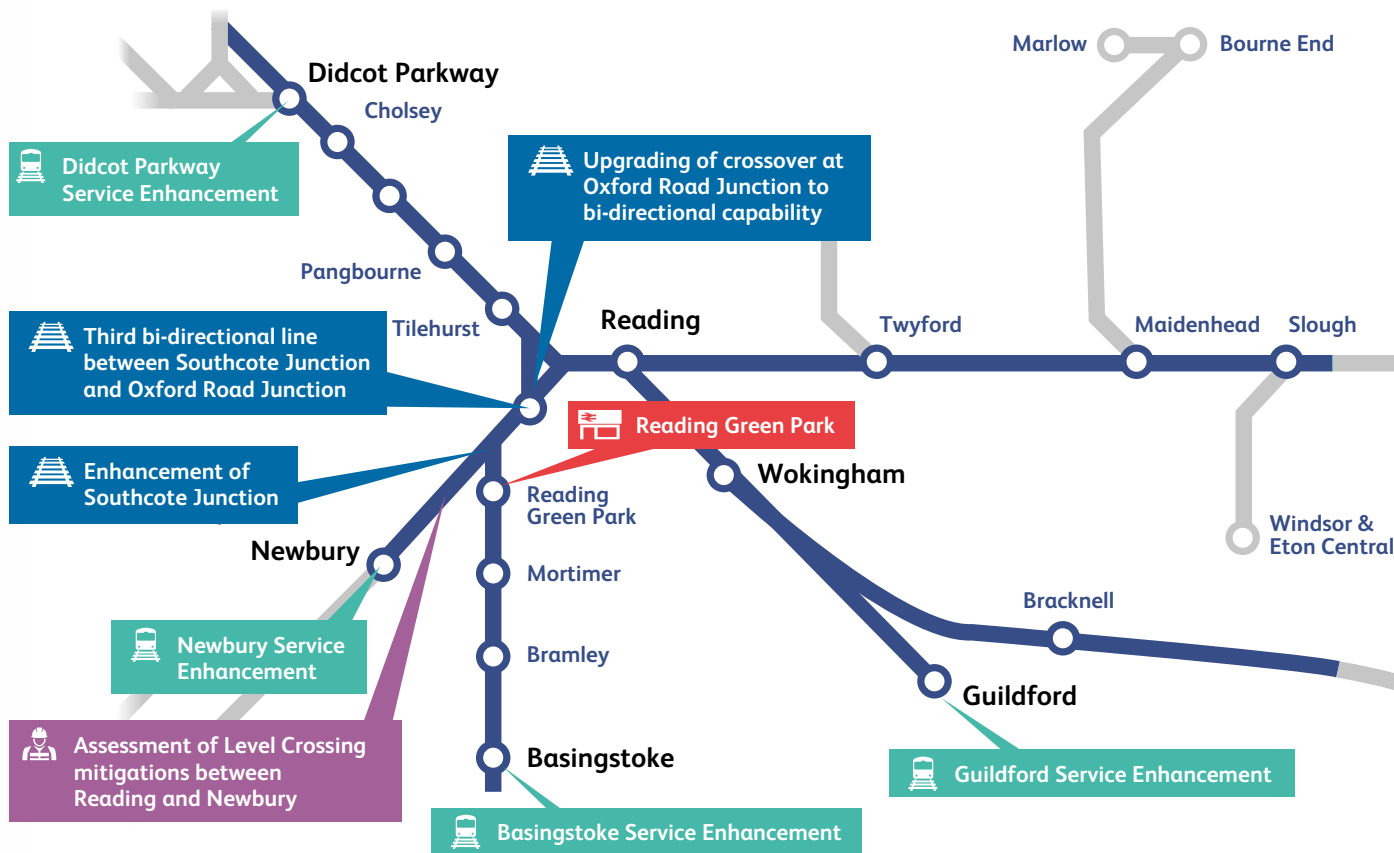 Marlow
Bourne End
Didcot Parkway
Cholsey
Didcot Parkway
Service Enhancement
Upgrading of crossover at
Oxford Road Junction to
bi-directional capability
Pangbourne
Tilehurst
Third bi-directional line
between Southcote Junction
and Oxford Road Junction
Reading
Twyford
Maidenhead
Slough
Reading Green Park
Enhancement of
Southcote Junction
Wokingham
Reading
Green Park
Windsor &
Eton Central
Newbury
Mortimer
Bracknell
Newbury Service
Enhancement
Bramley
Guildford
Assessment of Level Crossing
mitigations between
Reading and Newbury
Basingstoke
Guildford Service Enhancement
Basingstoke Service Enhancement